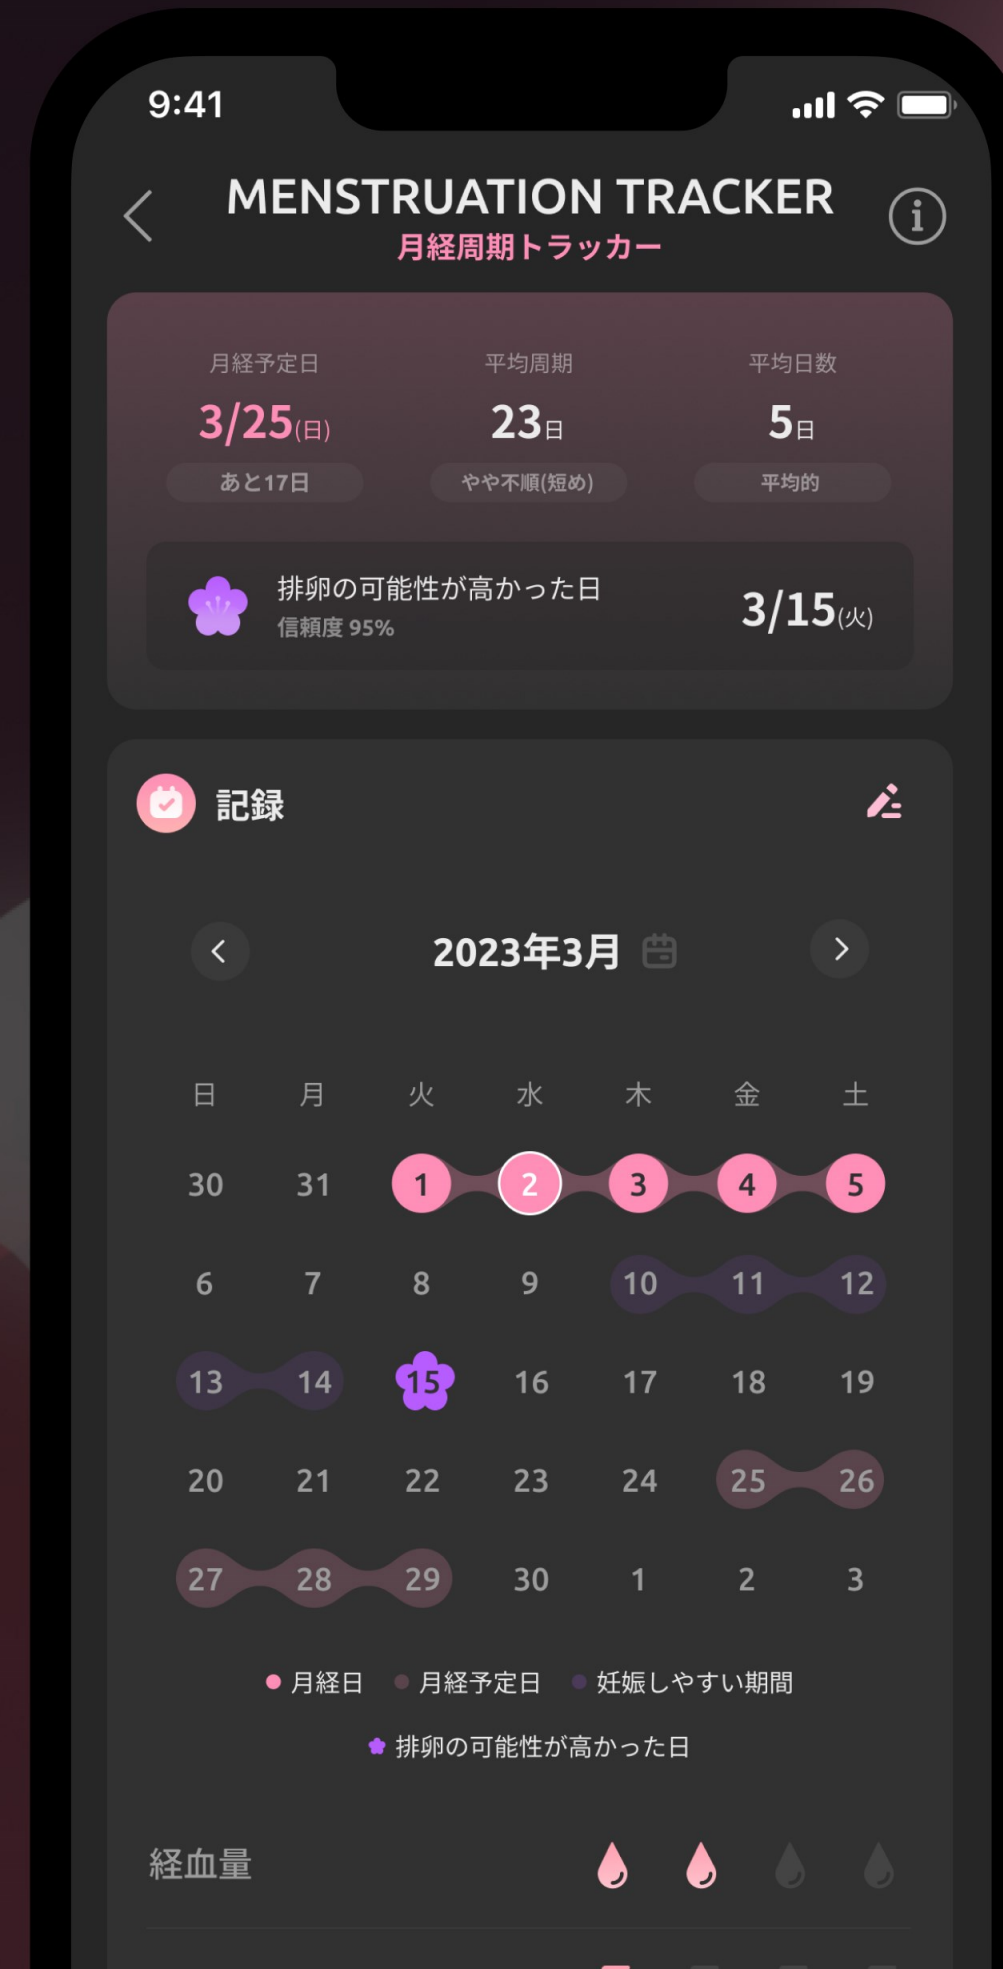 9:41
MENSTRUATION TRACKER
月経周期トラッカー
月経予定日 平均周期 平均日数
3/25(日) 23日 5日
あと17日 やや不順(短め) 平均的
排卵の可能性が高かった日
信頼度 95%
3/15(火)
記録
2023年3月
日 月 火 水 木 金 土
30 31 1 2 3 4 5
6 7 8 9 10 11 12
13 14 15 16 17 18 19
20 21 22 23 24 25 26
27 28 29 30 1 2 3
月経日 月経予定日 妊娠しやすい期間
排卵の可能性が高かった日
経血量